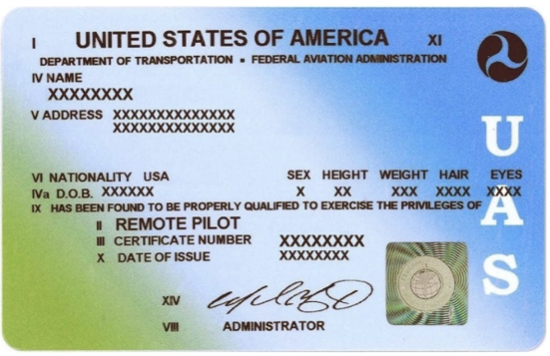 I UNITED STATES OF AMERICA XI
DEPARTMENT OF TRANSPORTATION • FEDERAL AVIATION ADMINISTRATION
IV NAME
XXXXXXXX
V ADDRESS XXXXXXXXXXXXXX
XXXXXXXXXXXXXX
VI NATIONALITY USA SEX HEIGHT WEIGHT HAIR EYES
IVa D.O.B. XXXXXX X XX XXX XXXX XXXX
IX HAS BEEN FOUND TO BE PROPERLY QUALIFIED TO EXERCISE THE PRIVILEGES OF
II REMOTE PILOT
III CERTIFICATE NUMBER XXXXXXXX
X DATE OF ISSUE XXXXXXXX
XIV
VIII ADMINISTRATOR
UAS